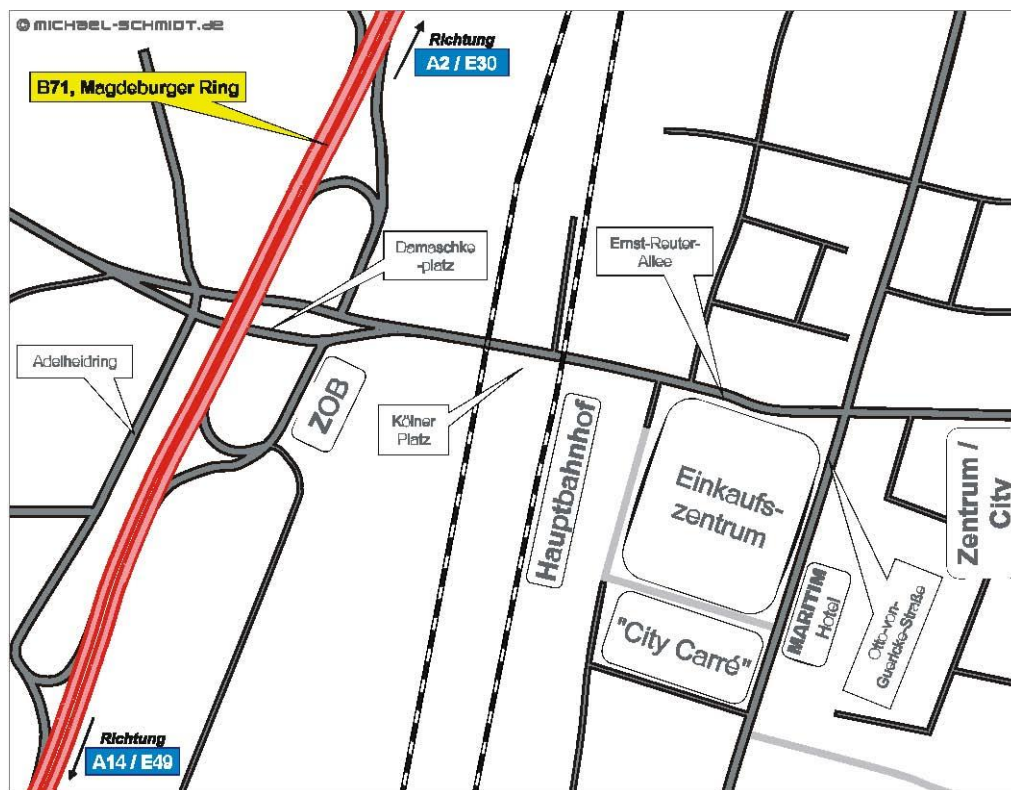 © MICHAEL-SCHMIDT.de
Richtung
A2 / E30
B71, Magdeburger Ring
Damaschke
-platz
Ernst-Reuter-
Allee
Adelheidring
ZOB
Kölner
Platz
Hauptbahnhof
Einkaufs-
zentrum
Zentrum /
City
"City Carré"
MARITIM
Hotel
Otto-von-
Guericke-Straße
Richtung
A14 / E49